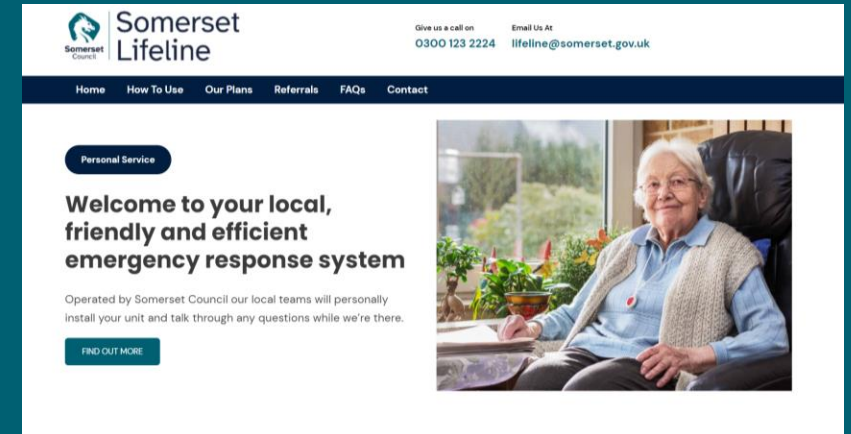 Somerset
Council
Somerset
Lifeline
Give us a call on
0300 123 2224
Email Us At
lifeline@somerset.gov.uk
Home How To Use Our Plans Referrals FAQs Contact
Personal Service
Welcome to your local,
friendly and efficient
emergency response system
Operated by Somerset Council our local teams will personally
install your unit and talk through any questions while we're there.
FIND OUT MORE